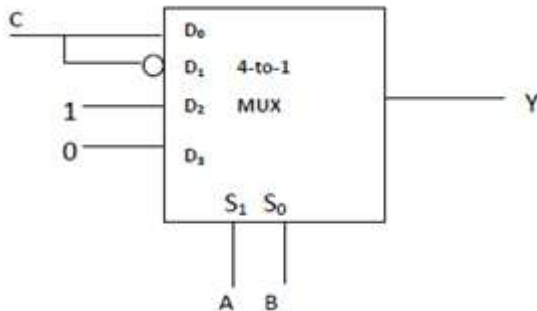 C
D₀
D₁ 4-to-1
1 D₂ MUX Y
0 D₃
S₁ S₀
A B